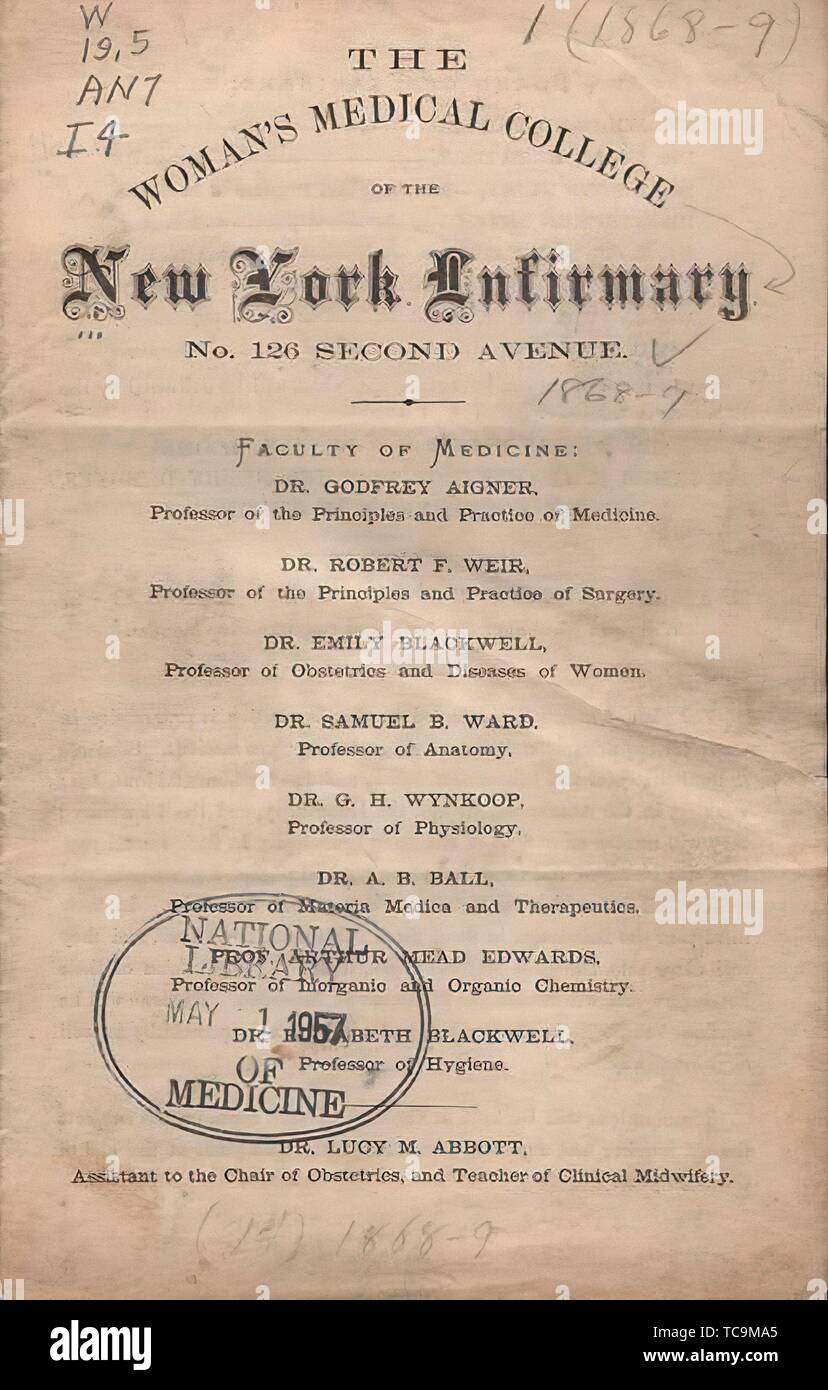 W
19,5
AN7
I4
1 (1868-9)
THE
WOMAN'S MEDICAL COLLEGE
OF THE
New York Infirmary.
No. 126 SECOND AVENUE.
1868-9
FACULTY OF MEDICINE:
DR. GODFREY AIGNER,
Professor of the Principles and Practice of Medicine.
DR. ROBERT F. WEIR,
Professor of the Principles and Practice of Surgery.
DR. EMILY BLACKWELL,
Professor of Obstetrics and Diseases of Women.
DR. SAMUEL B. WARD,
Professor of Anatomy,
DR. G. H. WYNKOOP,
Professor of Physiology,
DR. A. B. BALL,
Professor of Materia Medica and Therapeutics.
PROF. ARTHUR MEAD EDWARDS,
Professor of Inorganic and Organic Chemistry.
DR. ELIZABETH BLACKWELL,
Professor of Hygiene.
NATIONAL
LIBRARY
MAY 1 1957
OF
MEDICINE
DR. LUCY M. ABBOTT,
Assistant to the Chair of Obstetrics, and Teacher of Clinical Midwifery.
1868-9
alamy
alamy
alamy
alamy
TC9MA5
www.alamy.com